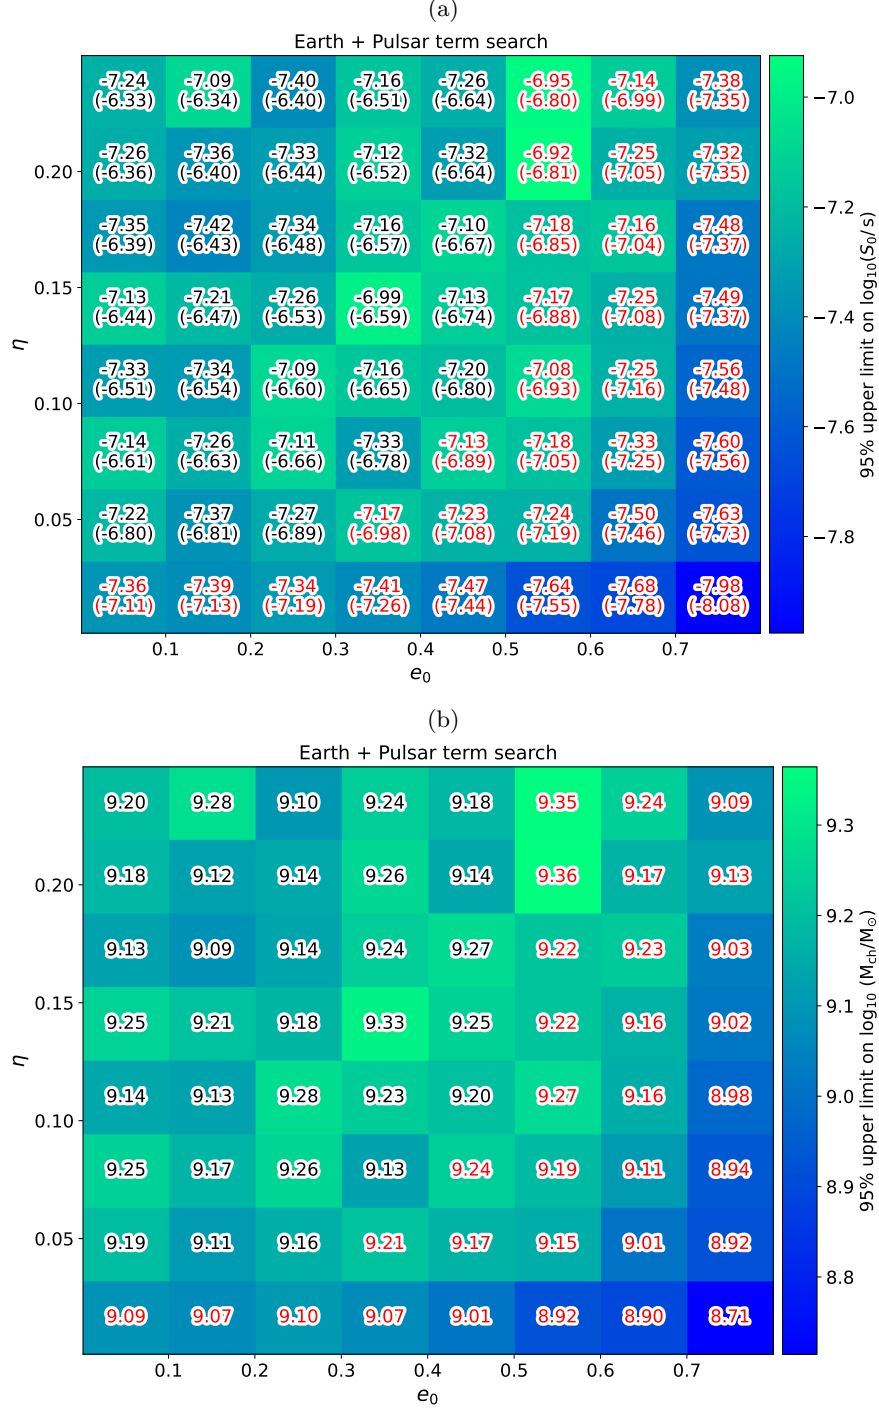 (a)
Earth + Pulsar term search
-7.24 -7.09 -7.40 -7.16 -7.26 -6.95 -7.14 -7.38
(-6.33) (-6.34) (-6.40) (-6.51) (-6.64) (-6.80) (-6.99) (-7.35)
-7.26 -7.36 -7.33 -7.12 -7.32 -6.92 -7.25 -7.32
(-6.36) (-6.40) (-6.44) (-6.52) (-6.64) (-6.81) (-7.05) (-7.35)
-7.35 -7.42 -7.34 -7.16 -7.10 -7.18 -7.16 -7.48
(-6.39) (-6.43) (-6.48) (-6.57) (-6.67) (-6.85) (-7.04) (-7.37)
-7.13 -7.21 -7.26 -6.99 -7.13 -7.17 -7.25 -7.49
(-6.44) (-6.47) (-6.53) (-6.59) (-6.74) (-6.88) (-7.08) (-7.37)
-7.33 -7.34 -7.09 -7.16 -7.20 -7.08 -7.25 -7.56
(-6.51) (-6.54) (-6.60) (-6.65) (-6.80) (-6.93) (-7.16) (-7.48)
-7.14 -7.26 -7.11 -7.33 -7.13 -7.18 -7.33 -7.60
(-6.61) (-6.63) (-6.66) (-6.78) (-6.89) (-7.05) (-7.25) (-7.56)
-7.22 -7.37 -7.27 -7.17 -7.23 -7.24 -7.50 -7.63
(-6.80) (-6.81) (-6.89) (-6.98) (-7.08) (-7.19) (-7.46) (-7.73)
-7.36 -7.39 -7.34 -7.41 -7.47 -7.64 -7.68 -7.98
(-7.11) (-7.13) (-7.19) (-7.26) (-7.44) (-7.55) (-7.78) (-8.08)
0.20
0.15
0.10
0.05
η
0.1 0.2 0.3 0.4 0.5 0.6 0.7
e₀
−7.0
−7.2
−7.4
−7.6
−7.8
95% upper limit on log₁₀(S₀/ s)
(b)
Earth + Pulsar term search
9.20 9.28 9.10 9.24 9.18 9.35 9.24 9.09
9.18 9.12 9.14 9.26 9.14 9.36 9.17 9.13
9.13 9.09 9.14 9.24 9.27 9.22 9.23 9.03
9.25 9.21 9.18 9.33 9.25 9.22 9.16 9.02
9.14 9.13 9.28 9.23 9.20 9.27 9.16 8.98
9.25 9.17 9.26 9.13 9.24 9.19 9.11 8.94
9.19 9.11 9.16 9.21 9.17 9.15 9.01 8.92
9.09 9.07 9.10 9.07 9.01 8.92 8.90 8.71
0.20
0.15
0.10
0.05
η
0.1 0.2 0.3 0.4 0.5 0.6 0.7
e₀
9.3
9.2
9.1
9.0
8.9
8.8
95% upper limit on log₁₀ (M_ch/M_⊙)